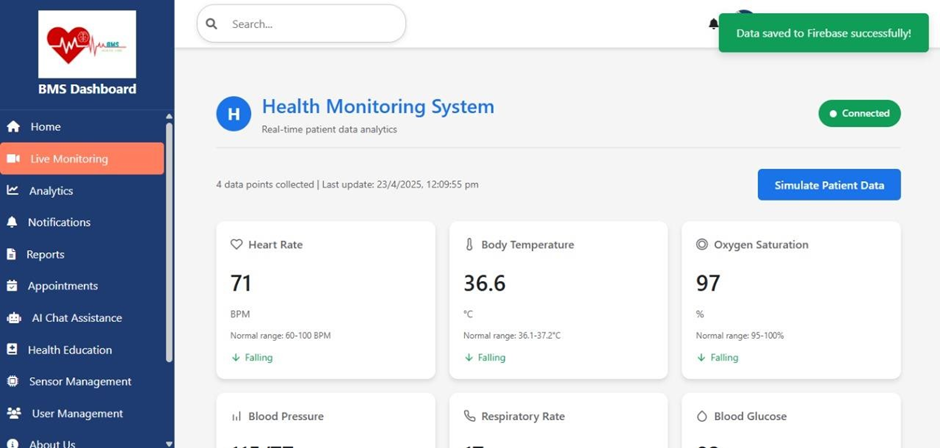 BMS
BMS Dashboard
Home
Live Monitoring
Analytics
Notifications
Reports
Appointments
AI Chat Assistance
Health Education
Sensor Management
User Management
About Us
Search...
Data saved to Firebase successfully!
H
Health Monitoring System
Real-time patient data analytics
Connected
4 data points collected | Last update: 23/4/2025, 12:09:55 pm
Simulate Patient Data
Heart Rate
71
BPM
Normal range: 60-100 BPM
Falling
Body Temperature
36.6
°C
Normal range: 36.1-37.2°C
Falling
Oxygen Saturation
97
%
Normal range: 95-100%
Falling
Blood Pressure
Respiratory Rate
Blood Glucose